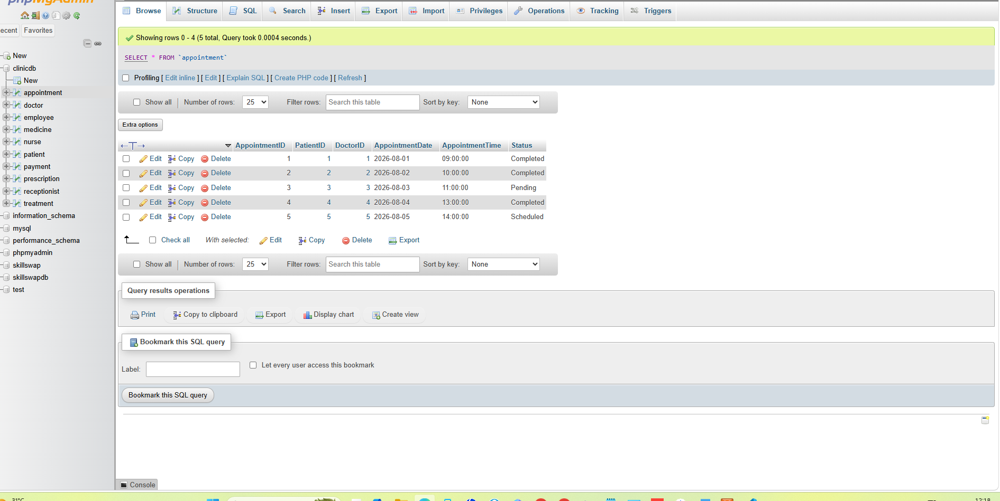 phpMyAdmin
ecent Favorites
New
clinicdb
New
appointment
doctor
employee
medicine
nurse
patient
payment
prescription
receptionist
treatment
information_schema
mysql
performance_schema
phpmyadmin
skillswap
skillswapdb
test
Browse Structure SQL Search Insert Export Import Privileges Operations Tracking Triggers
Showing rows 0 - 4 (5 total, Query took 0.0004 seconds.)
SELECT * FROM `appointment`
Profiling [ Edit inline ] [ Edit ] [ Explain SQL ] [ Create PHP code ] [ Refresh ]
Show all Number of rows: 25 Filter rows: Search this table Sort by key: None
Extra options
AppointmentID PatientID DoctorID AppointmentDate AppointmentTime Status
Edit Copy Delete 1 1 1 2026-08-01 09:00:00 Completed
Edit Copy Delete 2 2 2 2026-08-02 10:00:00 Completed
Edit Copy Delete 3 3 3 2026-08-03 11:00:00 Pending
Edit Copy Delete 4 4 4 2026-08-04 13:00:00 Completed
Edit Copy Delete 5 5 5 2026-08-05 14:00:00 Scheduled
Check all With selected: Edit Copy Delete Export
Show all Number of rows: 25 Filter rows: Search this table Sort by key: None
Query results operations
Print Copy to clipboard Export Display chart Create view
Bookmark this SQL query
Label: Let every user access this bookmark
Bookmark this SQL query
Console
31°C 12:18